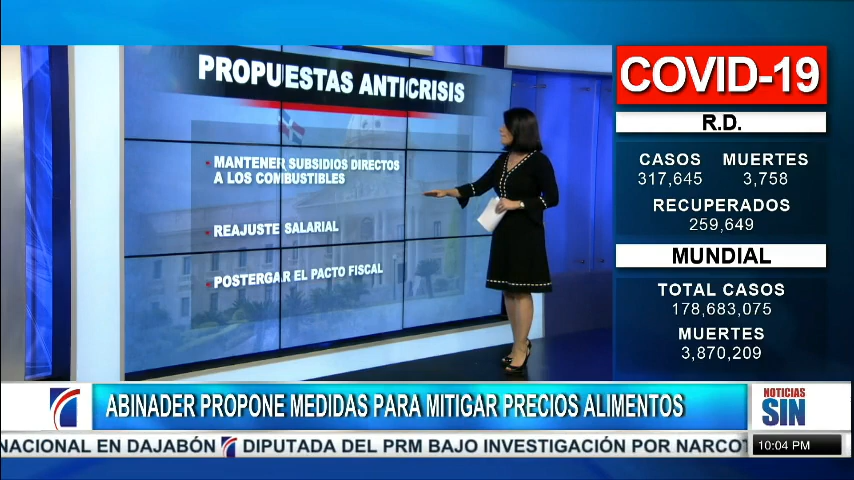 PROPUESTAS ANTICRISIS
MANTENER SUBSIDIOS DIRECTOS
A LOS COMBUSTIBLES
REAJUSTE SALARIAL
POSTERGAR EL PACTO FISCAL
COVID-19
R.D.
CASOS MUERTES
317,645 3,758
RECUPERADOS
259,649
MUNDIAL
TOTAL CASOS
178,683,075
MUERTES
3,870,209
ABINADER PROPONE MEDIDAS PARA MITIGAR PRECIOS ALIMENTOS
NOTICIAS
SIN
NACIONAL EN DAJABÓN DIPUTADA DEL PRM BAJO INVESTIGACIÓN POR NARCOT
10:04 PM